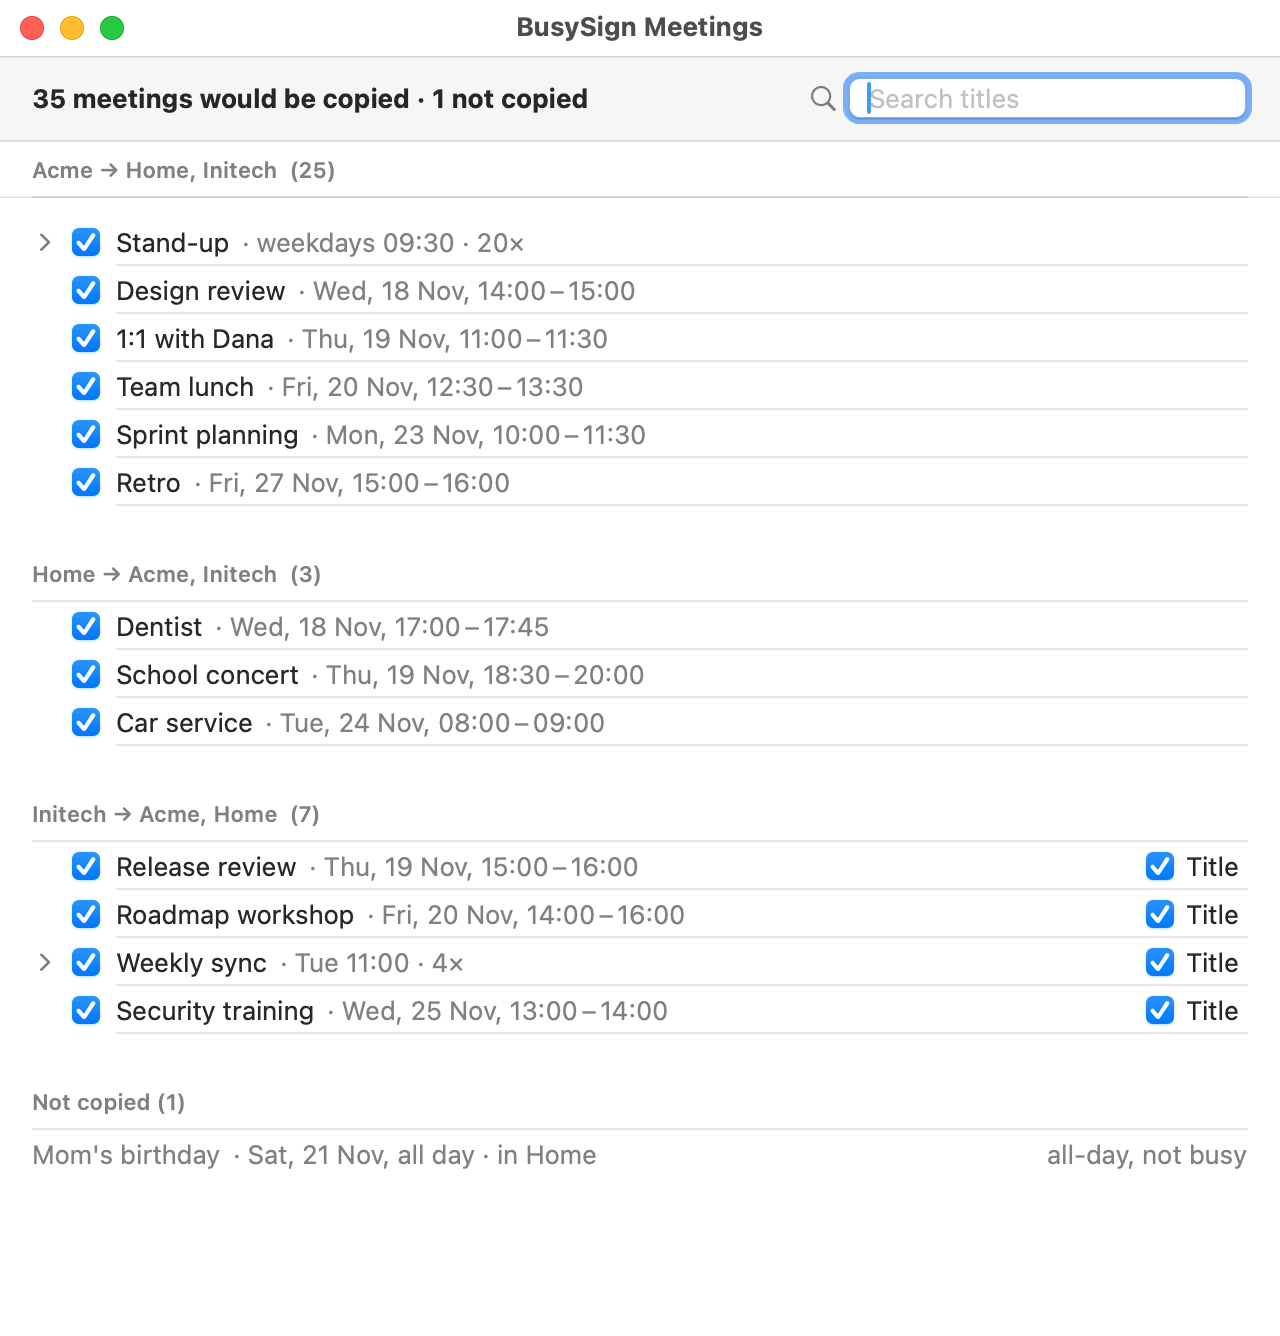 BusySign Meetings
35 meetings would be copied · 1 not copied
Search titles
Acme → Home, Initech (25)
Stand-up · weekdays 09:30 · 20×
Design review · Wed, 18 Nov, 14:00–15:00
1:1 with Dana · Thu, 19 Nov, 11:00–11:30
Team lunch · Fri, 20 Nov, 12:30–13:30
Sprint planning · Mon, 23 Nov, 10:00–11:30
Retro · Fri, 27 Nov, 15:00–16:00
Home → Acme, Initech (3)
Dentist · Wed, 18 Nov, 17:00–17:45
School concert · Thu, 19 Nov, 18:30–20:00
Car service · Tue, 24 Nov, 08:00–09:00
Initech → Acme, Home (7)
Release review · Thu, 19 Nov, 15:00–16:00 Title
Roadmap workshop · Fri, 20 Nov, 14:00–16:00 Title
Weekly sync · Tue 11:00 · 4× Title
Security training · Wed, 25 Nov, 13:00–14:00 Title
Not copied (1)
Mom's birthday · Sat, 21 Nov, all day · in Home all-day, not busy